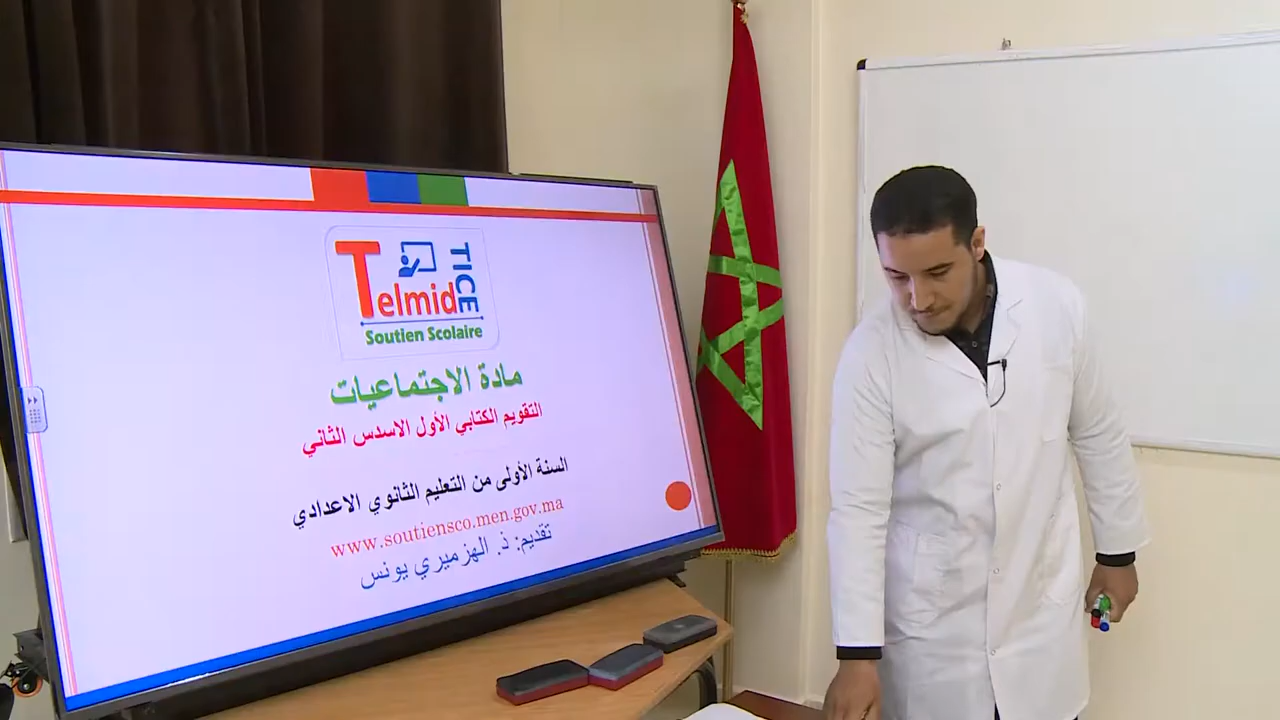 Telmid TICE
Soutien Scolaire
مادة الاجتماعيات
التقويم الكتابي الأول الاسدس الثاني
السنة الأولى من التعليم الثانوي الاعدادي
www.soutiensco.men.gov.ma
تقديم: ذ. الهزميري يونس